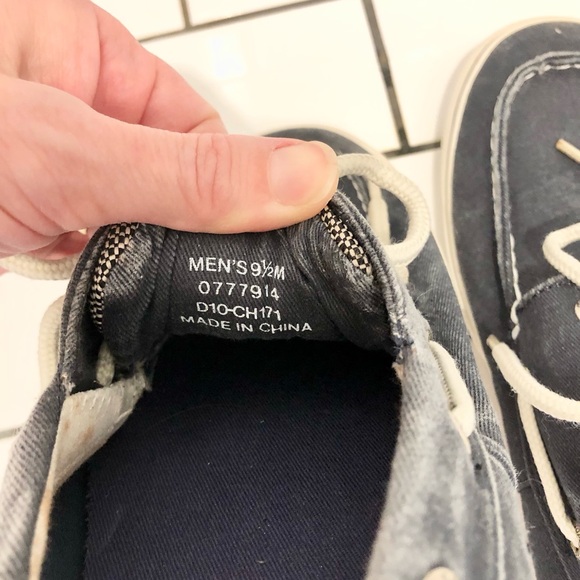 MEN'S 9½M
0777914
D10-CH171
MADE IN CHINA